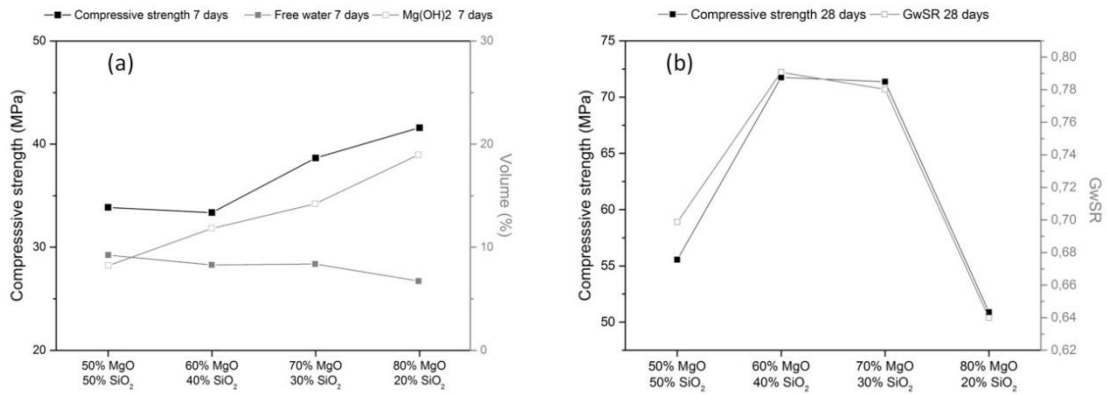 Compressive strength 7 days Free water 7 days Mg(OH)2 7 days
(a)
Compresssive strength (MPa)
50
40
30
20
Volume (%)
30
20
10
0
50% MgO 60% MgO 70% MgO 80% MgO
50% SiO₂ 40% SiO₂ 30% SiO₂ 20% SiO₂
Compressive strength 28 days GwSR 28 days
(b)
Compresssive strength (MPa)
75
70
65
60
55
50
GwSR
0,80
0,78
0,76
0,74
0,72
0,70
0,68
0,66
0,64
0,62
50% MgO 60% MgO 70% MgO 80% MgO
50% SiO₂ 40% SiO₂ 30% SiO₂ 20% SiO₂